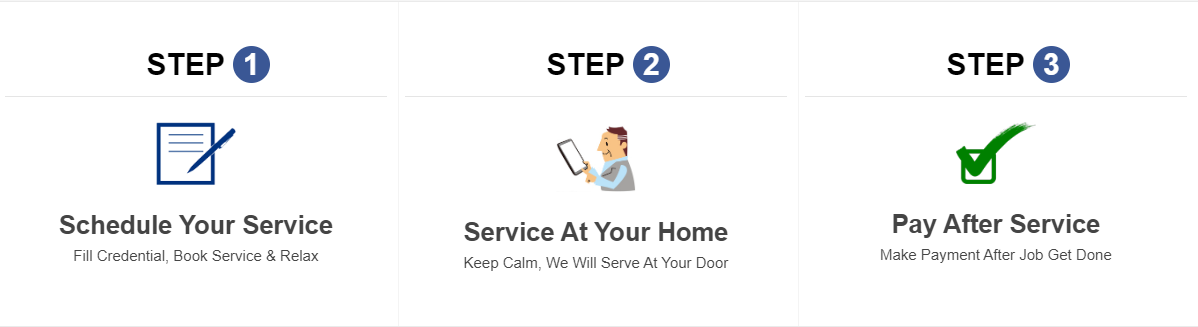 STEP 1
Schedule Your Service
Fill Credential, Book Service & Relax
STEP 2
Service At Your Home
Keep Calm, We Will Serve At Your Door
STEP 3
Pay After Service
Make Payment After Job Get Done